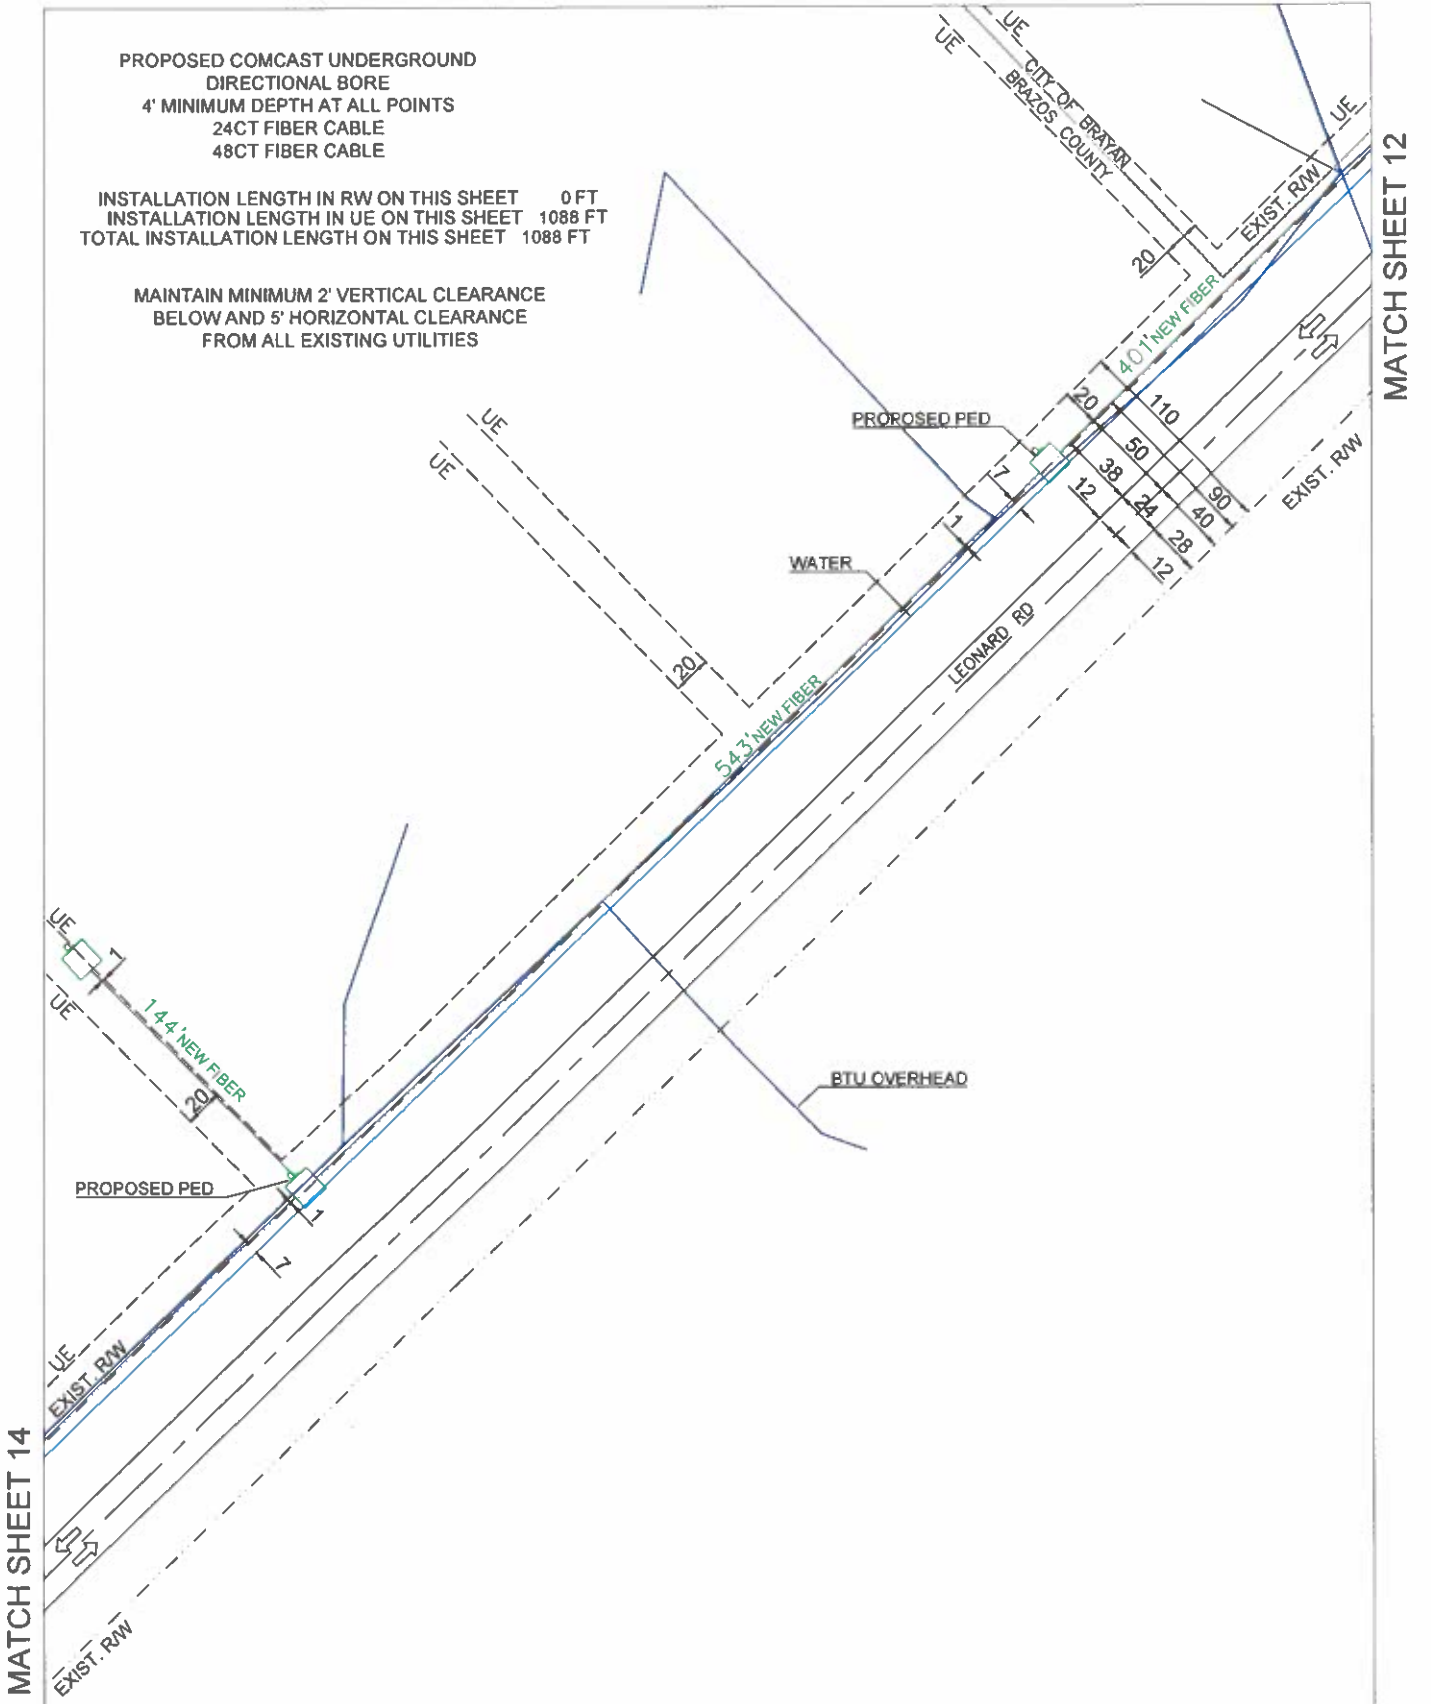 PROPOSED COMCAST UNDERGROUND
DIRECTIONAL BORE
4' MINIMUM DEPTH AT ALL POINTS
24CT FIBER CABLE
48CT FIBER CABLE
INSTALLATION LENGTH IN RW ON THIS SHEET 0 FT
INSTALLATION LENGTH IN UE ON THIS SHEET 1088 FT
TOTAL INSTALLATION LENGTH ON THIS SHEET 1088 FT
MAINTAIN MINIMUM 2' VERTICAL CLEARANCE
BELOW AND 5' HORIZONTAL CLEARANCE
FROM ALL EXISTING UTILITIES
UE
UE
CITY OF BRAYAN
BRAZOS COUNTY
UE
EXIST. R/W
20
MATCH SHEET 12
401' NEW FIBER
20
110
50
38
12
24
90
40
28
12
EXIST. R/W
PROPOSED PED
7
1
WATER
UE
UE
20
LEONARD RD
543' NEW FIBER
UE
UE
1
144' NEW FIBER
20
BTU OVERHEAD
PROPOSED PED
1
7
UE
EXIST. R/W
MATCH SHEET 14
EXIST. R/W